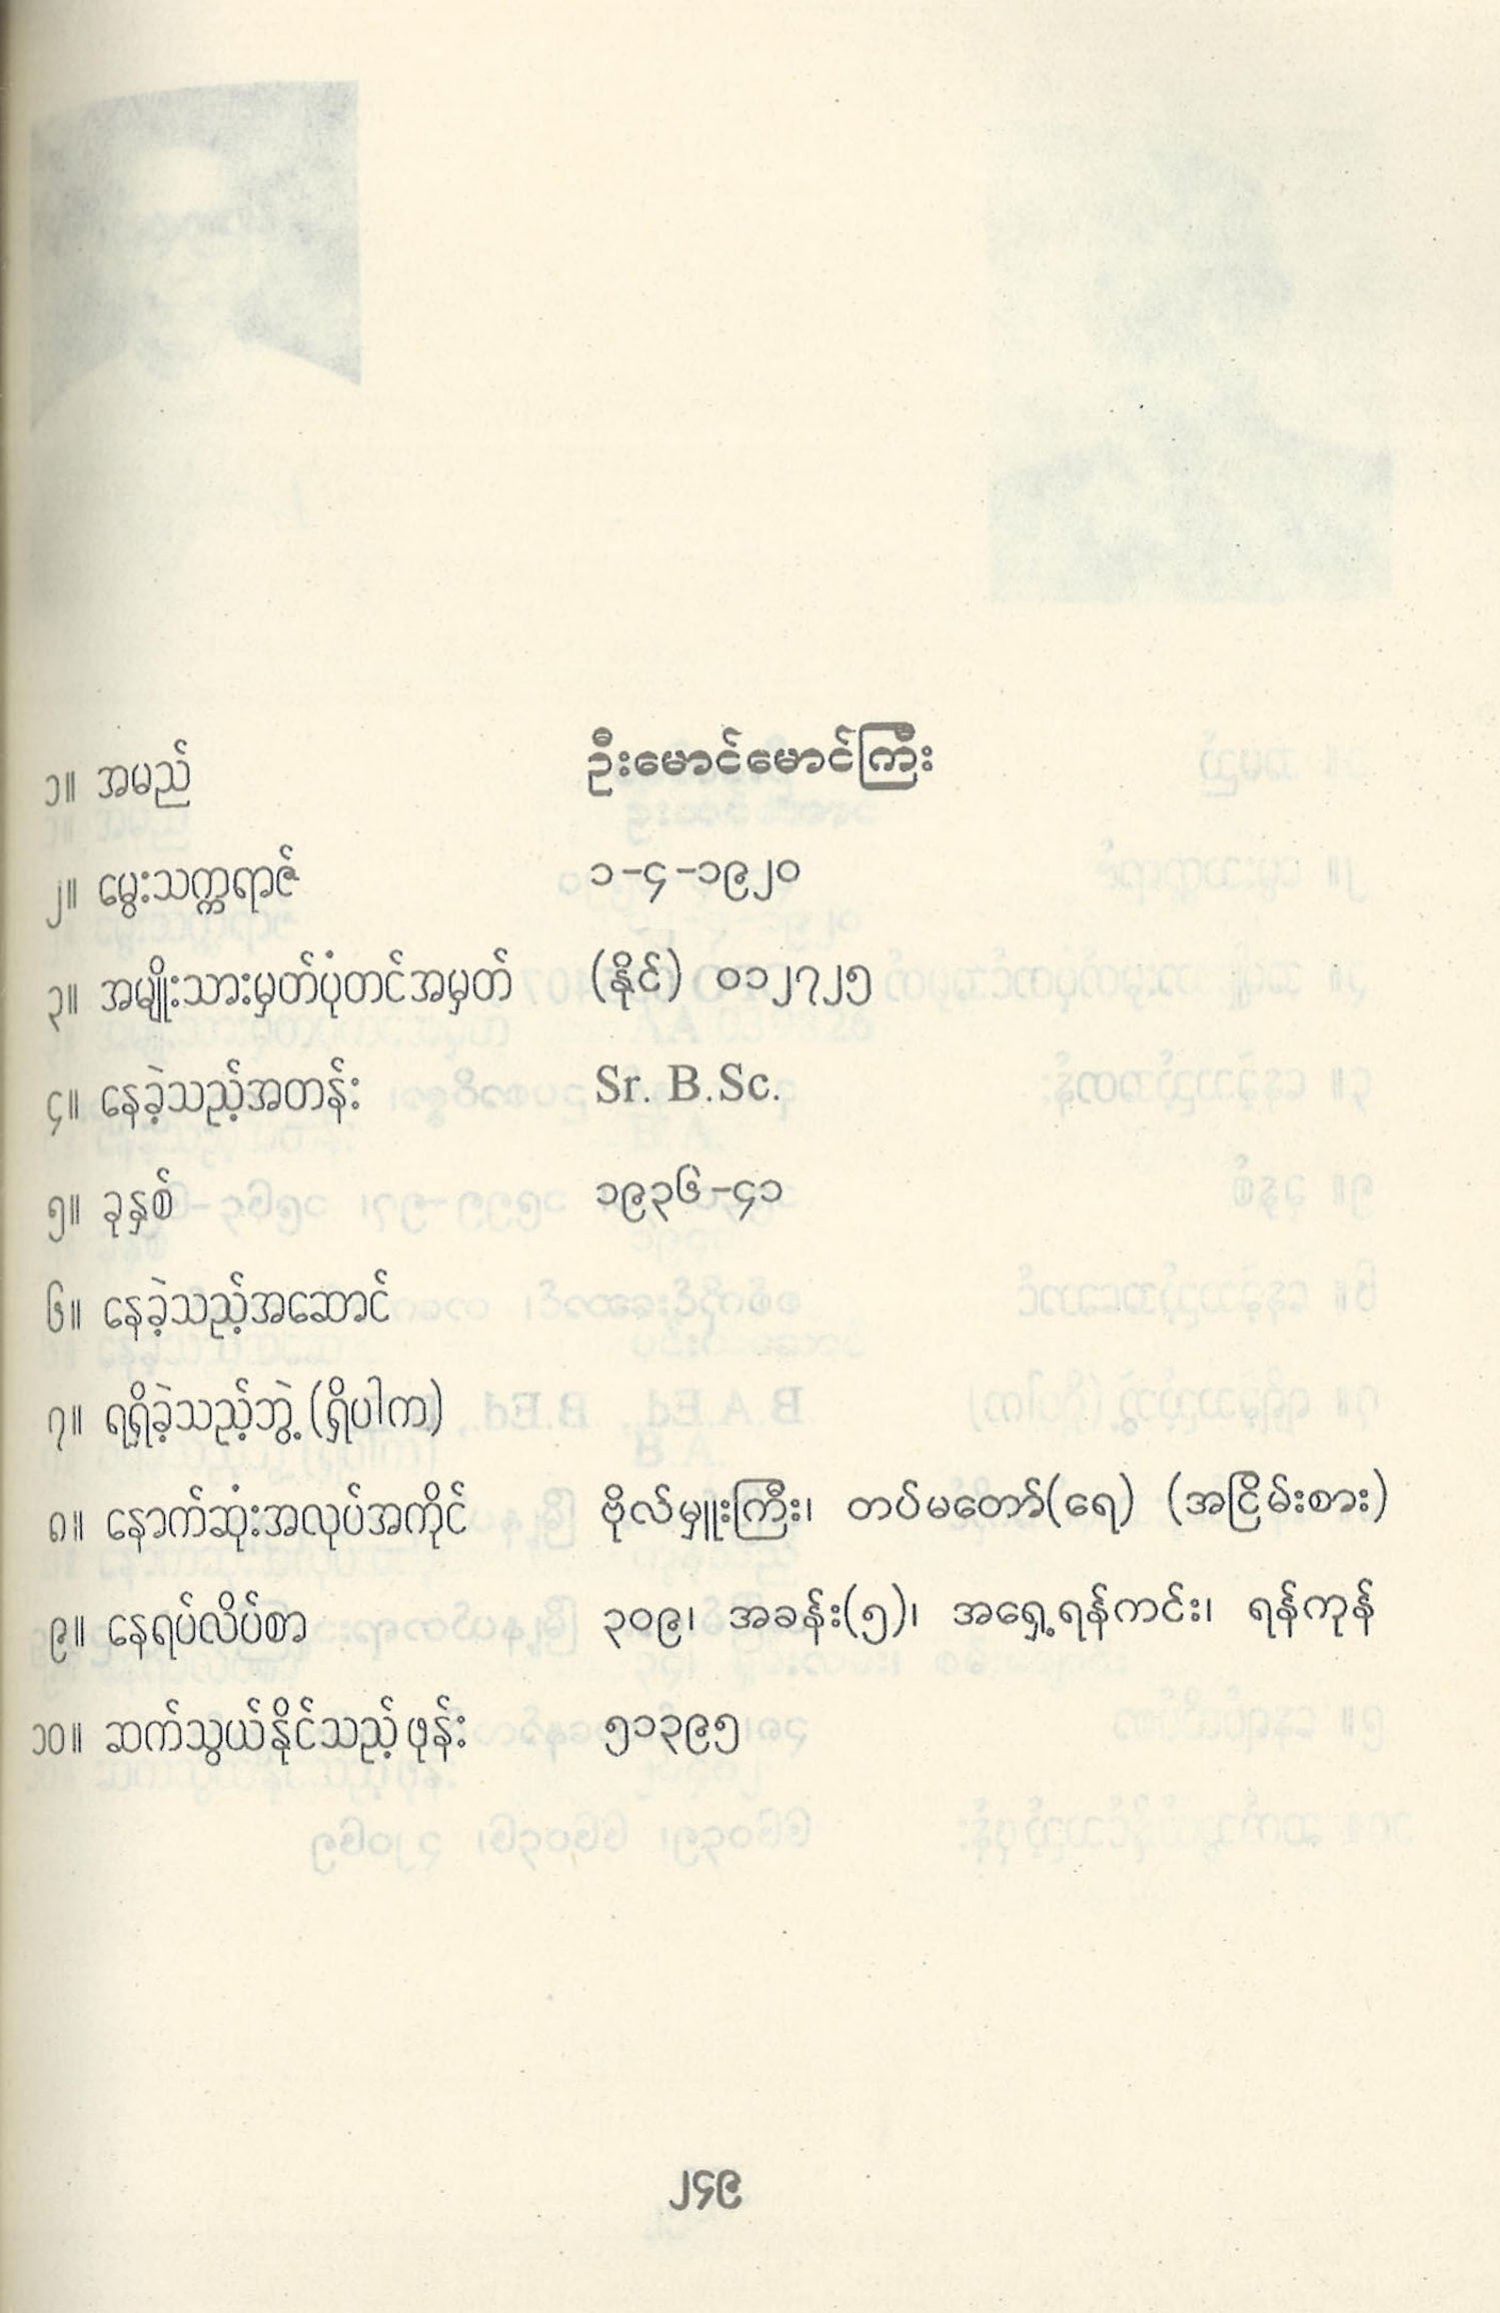 ၁။ အမည် ဦးမောင်မောင်ကြီး
၂။ မွေးသက္ကရာဇ် ၁-၄-၁၉၂၀
၃။ အမျိုးသားမှတ်ပုံတင်အမှတ် (နိုင်) ၀၁၂၇၂၅
၄။ နေခဲ့သည့်အတန်း Sr. B.Sc.
၅။ ခုနှစ် ၁၉၃၆-၄၁
၆။ နေခဲ့သည့်အဆောင်
၇။ ရရှိခဲ့သည့်ဘွဲ့ (ရှိပါက)
၈။ နောက်ဆုံးအလုပ်အကိုင် ဗိုလ်မှူးကြီး၊ တပ်မတော်(ရေ) (အငြိမ်းစား)
၉။ နေရပ်လိပ်စာ ၃၀၉၊ အခန်း(၅)၊ အရှေ့ရန်ကင်း၊ ရန်ကုန်
၁၀။ ဆက်သွယ်နိုင်သည့်ဖုန်း ၅၁၃၉၅
၂၄၉